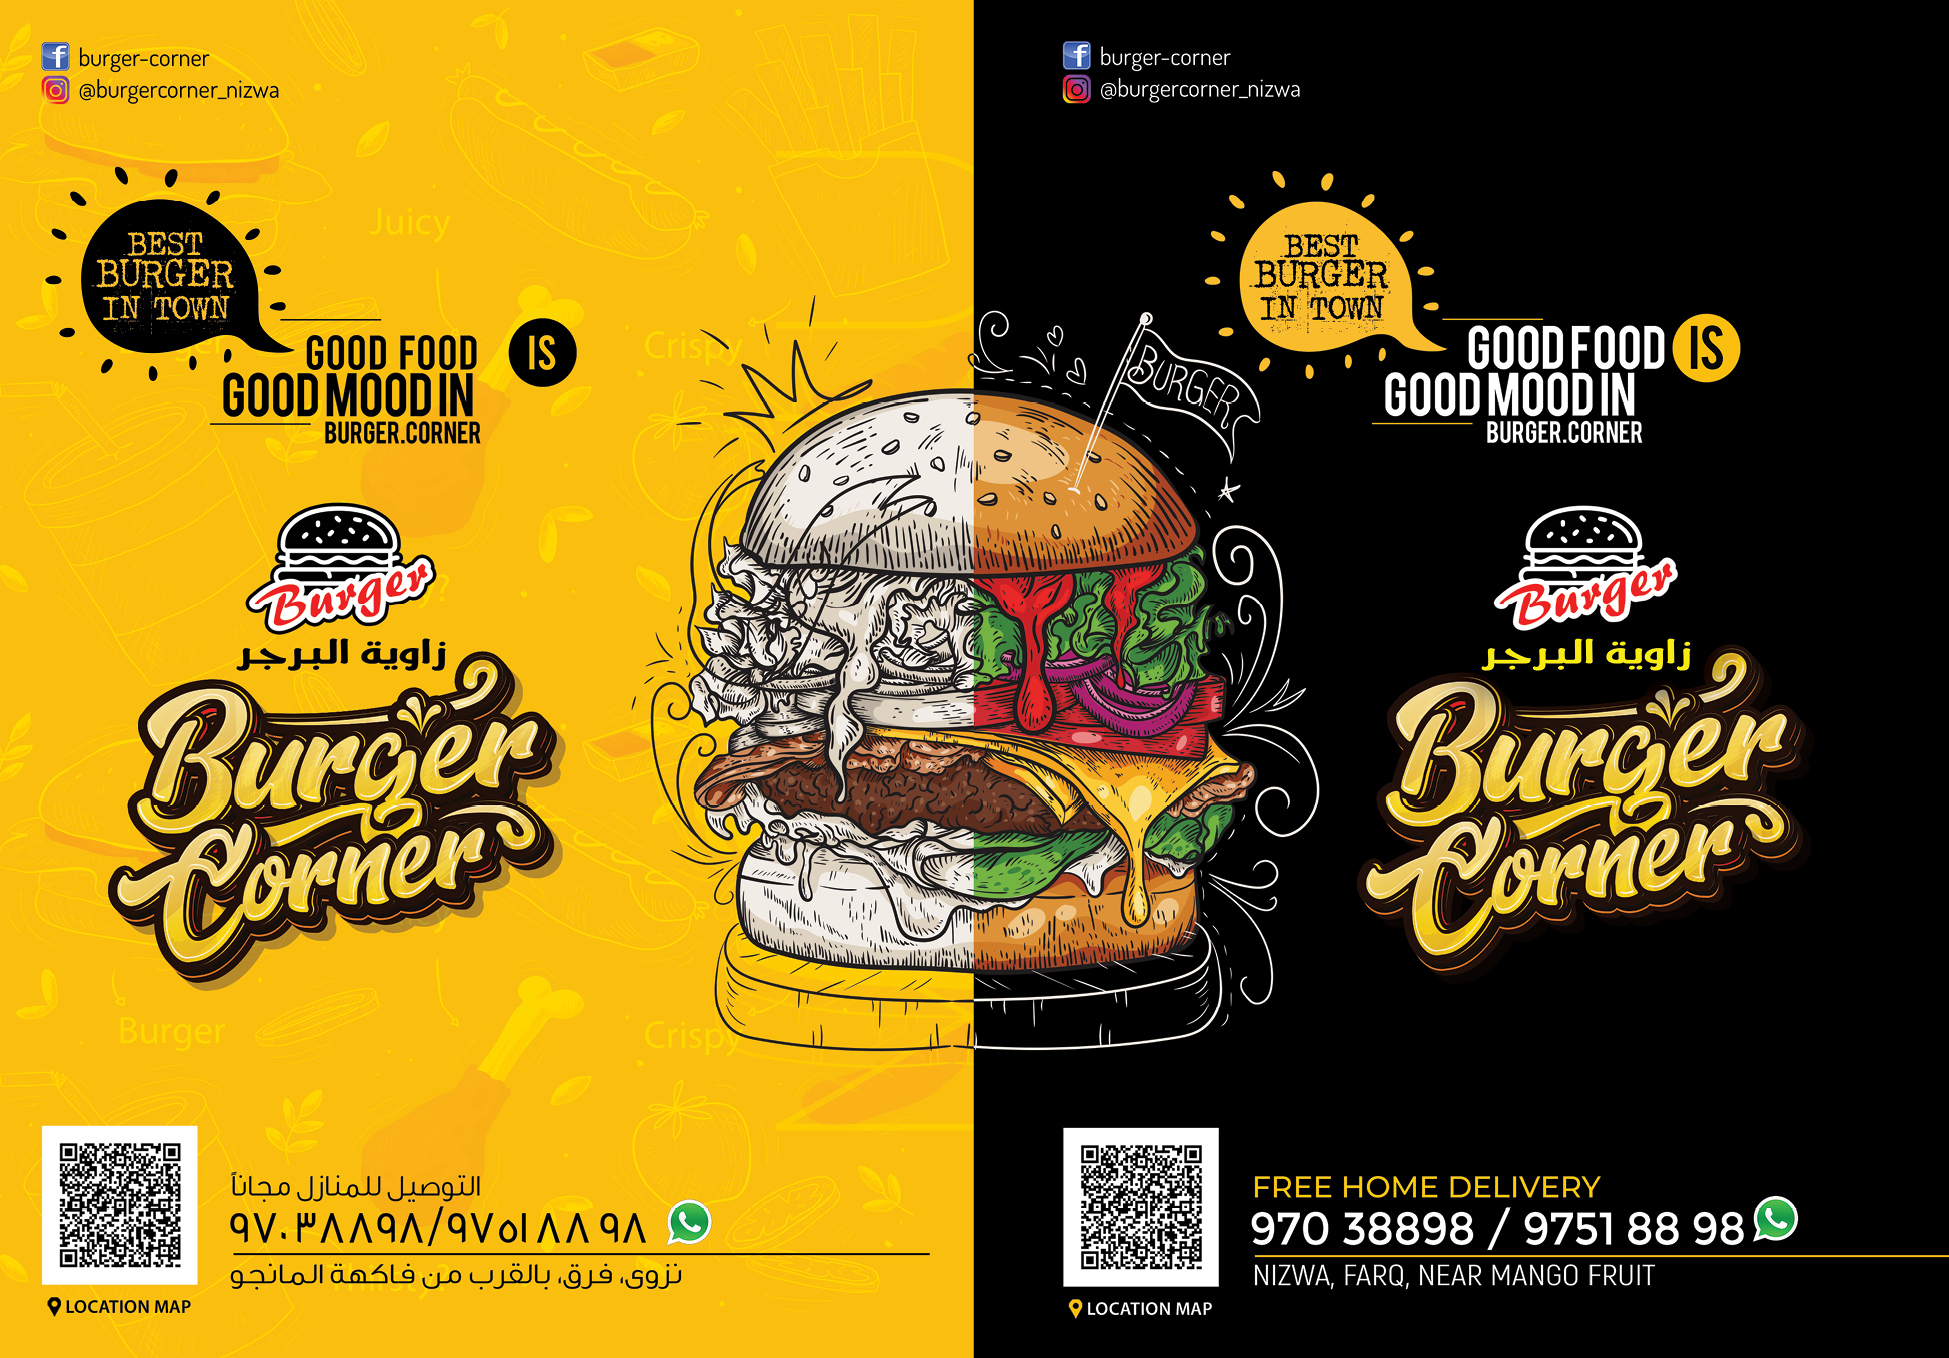 burger-corner
@burgercorner_nizwa
Juicy
BEST
BURGER
IN TOWN
Crispy
GOOD FOOD IS
GOOD MOOD IN
BURGER.CORNER
Burger
زاوية البرجر
Burger
Corner
Burger
Crispy
التوصيل للمنازل مجاناً
٩٧٠٣٨٨٩٨/٩٧٥١ ٨٨ ٩٨
نزوى، فرق، بالقرب من فاكهة المانجو
LOCATION MAP
burger-corner
@burgercorner_nizwa
BEST
BURGER
IN TOWN
BURGER
GOOD FOOD IS
GOOD MOOD IN
BURGER.CORNER
Burger
زاوية البرجر
Burger
Corner
FREE HOME DELIVERY
970 38898 / 9751 88 98
NIZWA, FARQ, NEAR MANGO FRUIT
LOCATION MAP